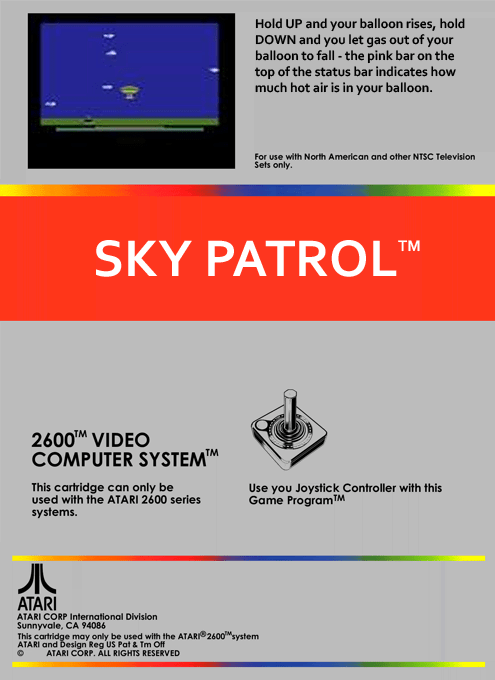 Hold UP and your balloon rises, hold
DOWN and you let gas out of your
balloon to fall - the pink bar on the
top of the status bar indicates how
much hot air is in your balloon.
For use with North American and other NTSC Television
Sets only.
SKY PATROL™
2600™ VIDEO
COMPUTER SYSTEM™
This cartridge can only be
used with the ATARI 2600 series
systems.
Use you Joystick Controller with this
Game Program™
ATARI
ATARI CORP International Division
Sunnyvale, CA 94086
This cartridge may only be used with the ATARI®2600™system
ATARI and Design Reg US Pat & Tm Off
© ATARI CORP. ALL RIGHTS RESERVED